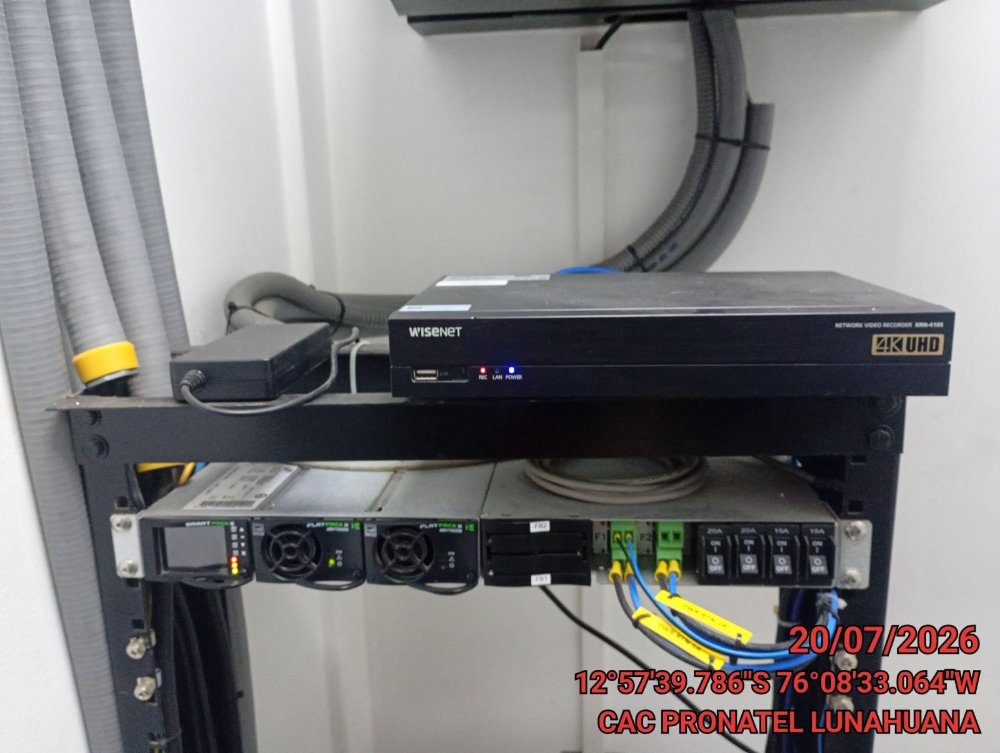 WISENET
NETWORK VIDEO RECORDER XRN-410S
4K UHD
REC LAN POWER
SMARTPACK S
FLATPACK S
FLATPACK S
-FB2
-FB1
F1
F2
20A
ON
I
O
OFF
20A
ON
I
O
OFF
15A
ON
I
O
OFF
15A
ON
I
O
OFF
20/07/2026
12°57'39.786"S 76°08'33.064"W
CAC PRONATEL LUNAHUANA